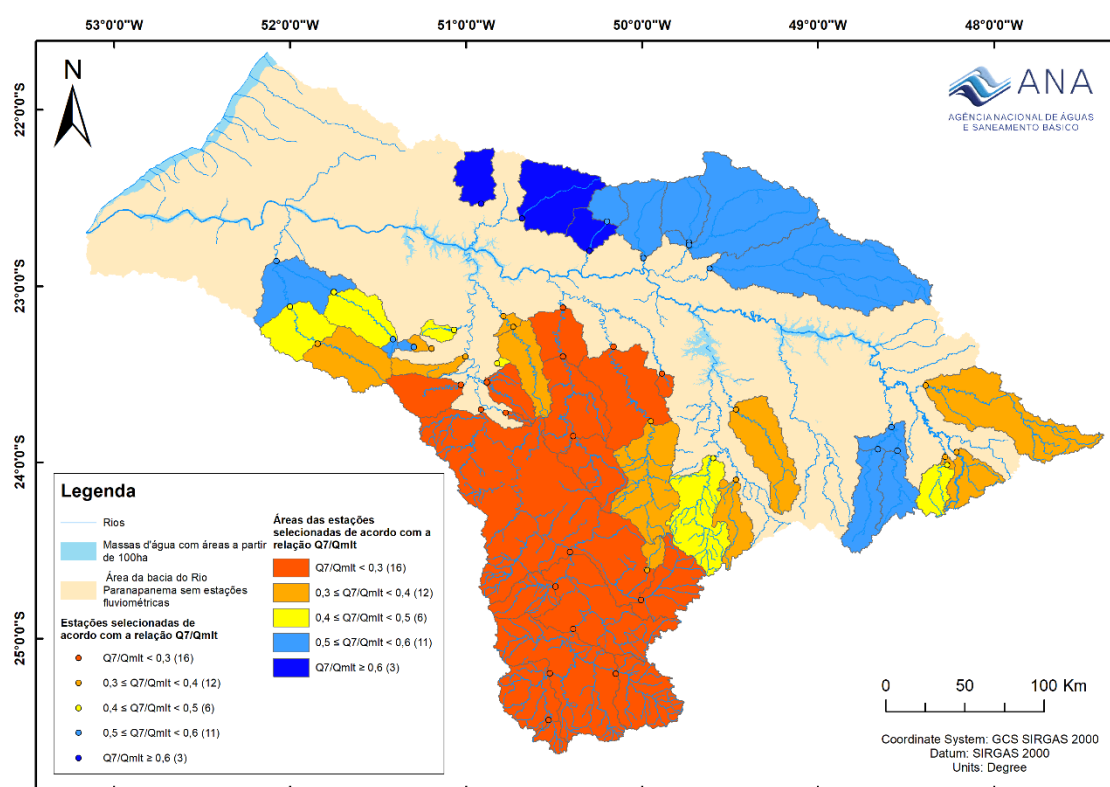 53°0'0"W 52°0'0"W 51°0'0"W 50°0'0"W 49°0'0"W 48°0'0"W
N
ANA
AGÊNCIA NACIONAL DE ÁGUAS
E SANEAMENTO BÁSICO
22°0'0"S
23°0'0"S
24°0'0"S
25°0'0"S
Legenda
Rios
Massas d'água com áreas a partir
de 100ha
Área da bacia do Rio
Paranapanema sem estações
fluviométricas
Estações selecionadas de
acordo com a relação Q7/Qmlt
Q7/Qmlt < 0,3 (16)
0,3 ≤ Q7/Qmlt < 0,4 (12)
0,4 ≤ Q7/Qmlt < 0,5 (6)
0,5 ≤ Q7/Qmlt < 0,6 (11)
Q7/Qmlt ≥ 0,6 (3)
Áreas das estações
selecionadas de acordo com a
relação Q7/Qmlt
Q7/Qmlt < 0,3 (16)
0,3 ≤ Q7/Qmlt < 0,4 (12)
0,4 ≤ Q7/Qmlt < 0,5 (6)
0,5 ≤ Q7/Qmlt < 0,6 (11)
Q7/Qmlt ≥ 0,6 (3)
0 50 100 Km
Coordinate System: GCS SIRGAS 2000
Datum: SIRGAS 2000
Units: Degree